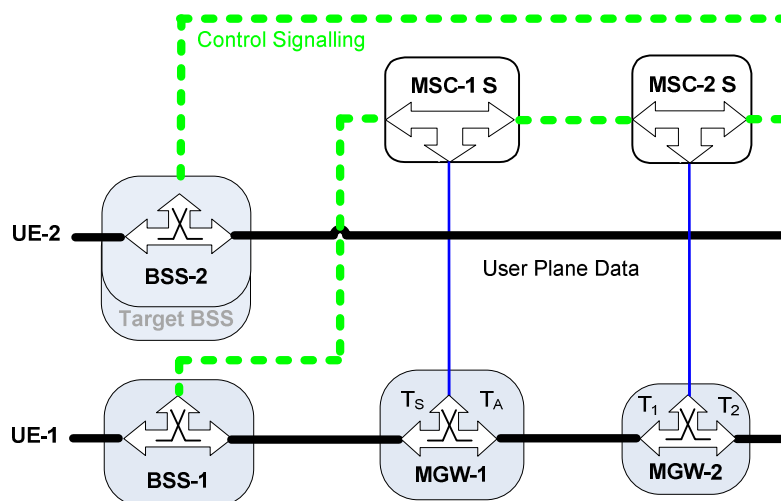 Control Signalling
MSC-1 S
MSC-2 S
UE-2
BSS-2
User Plane Data
Target BSS
TS
TA
T1
T2
UE-1
BSS-1
MGW-1
MGW-2